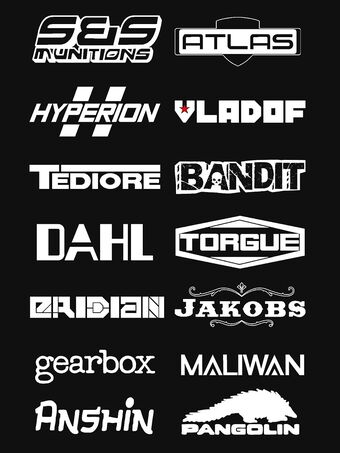 S&S
MUNITIONS
ATLAS
HYPERION
VLADOF
TEDIORE
BANDIT
DAHL
TORGUE
ERIDIAN
JAKOBS
gearbox
MALIWAN
ANSHIN
PANGOLIN